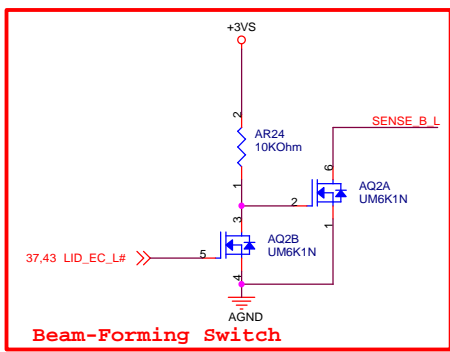 +3VS
SENSE_B_L
2
AR24
10KOhm
6
1
2
AQ2A
UM6K1N
3
1
AQ2B
UM6K1N
37,43 LID_EC_L#
5
4
AGND
Beam-Forming Switch